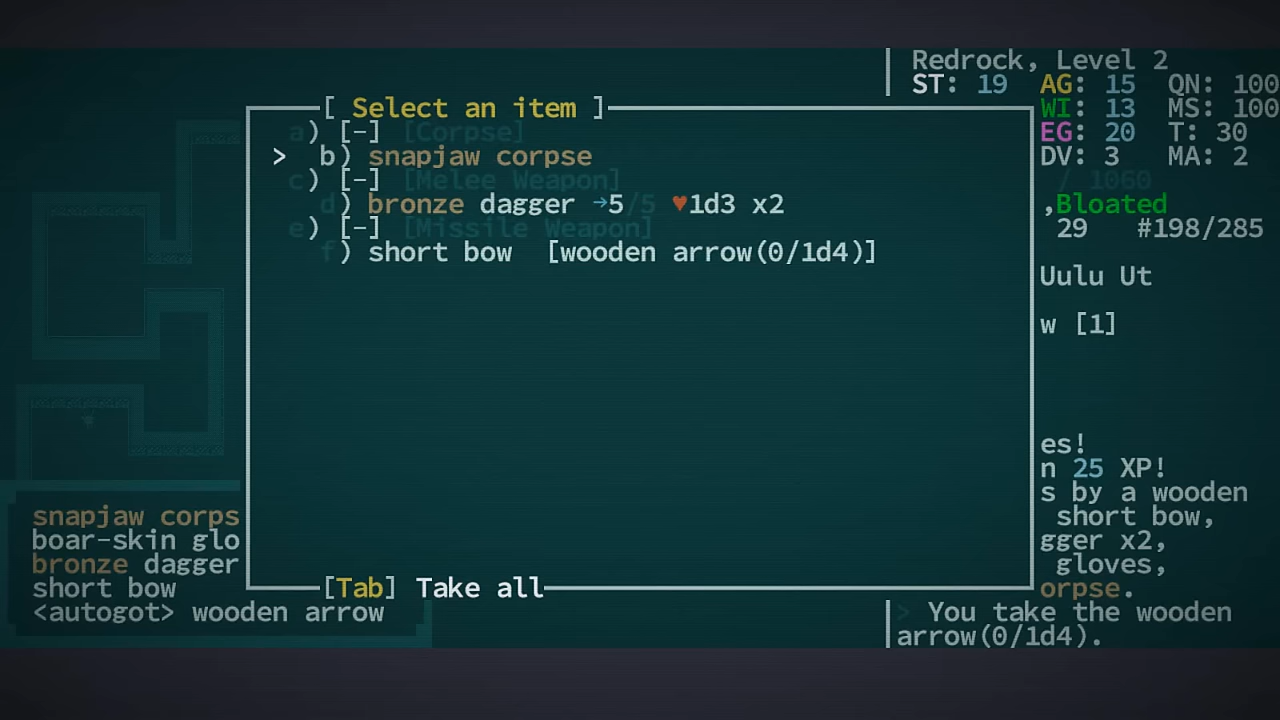 Redrock, Level 2
ST: 19 AG: 15 QN: 100
[ Select an item ]
WI: 13 MS: 100
a) [-] [Corpse]
EG: 20 T: 30
> b) snapjaw corpse
DV: 3 MA: 2
c) [-] [Melee Weapon]
/ 1060
d) bronze dagger →5/5 ♥1d3 x2
,Bloated
e) [-] [Missile Weapon]
29 #198/285
f) short bow [wooden arrow(0/1d4)]
Uulu Ut
w [1]
es!
n 25 XP!
s by a wooden
short bow,
gger x2,
gloves,
orpse.
snapjaw corps
boar-skin glo
bronze dagger
short bow
<autogot> wooden arrow
[Tab] Take all
> You take the wooden
arrow(0/1d4).